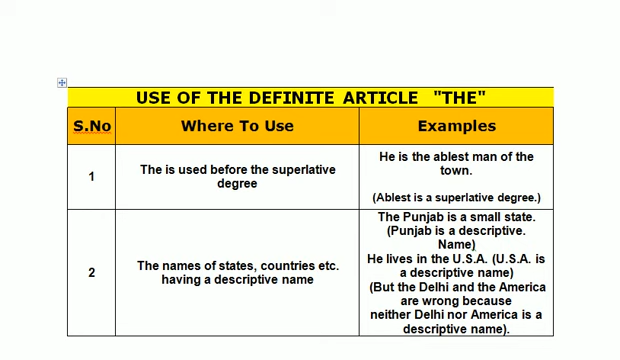 USE OF THE DEFINITE ARTICLE "THE"
S.No
Where To Use
Examples
1
The is used before the superlative
degree
He is the ablest man of the
town.
(Ablest is a superlative degree.)
2
The names of states, countries etc.
having a descriptive name
The Punjab is a small state.
(Punjab is a descriptive.
Name)
He lives in the U.S.A. (U.S.A. is
a descriptive name)
(But the Delhi and the America
are wrong because
neither Delhi nor America is a
descriptive name).